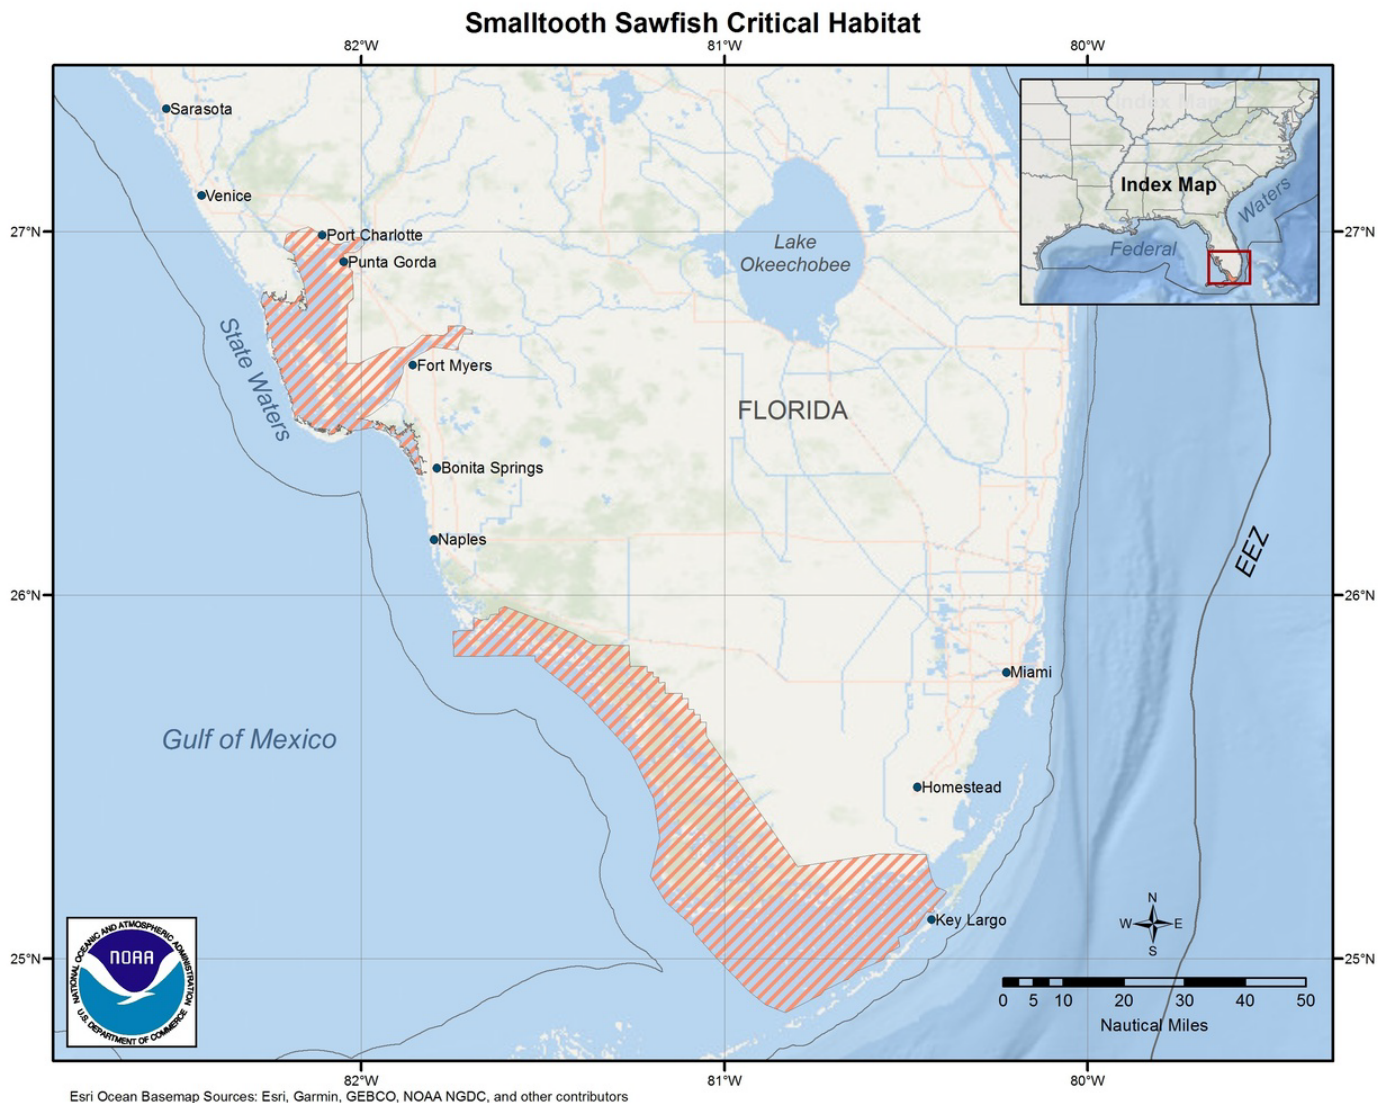 Smalltooth Sawfish Critical Habitat
82°W
81°W
80°W
Sarasota
Index Map
Index Map
Federal
Waters
Venice
27°N
27°N
Port Charlotte
Punta Gorda
Lake
Okeechobee
State Waters
Fort Myers
FLORIDA
Bonita Springs
Naples
EEZ
26°N
26°N
Miami
Gulf of Mexico
Homestead
Key Largo
N
W
E
S
25°N
25°N
NATIONAL OCEANIC AND ATMOSPHERIC ADMINISTRATION
NOAA
U.S. DEPARTMENT OF COMMERCE
0 5 10 20 30 40 50
Nautical Miles
82°W
81°W
80°W
Esri Ocean Basemap Sources: Esri, Garmin, GEBCO, NOAA NGDC, and other contributors